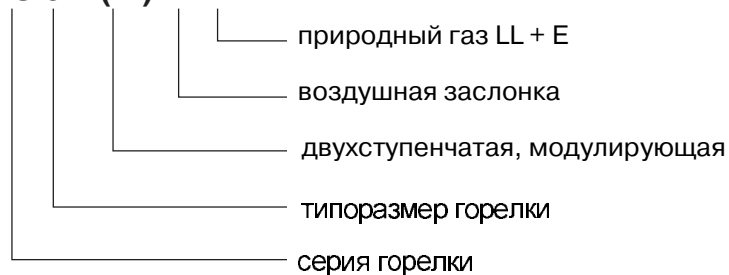 природный газ LL + E
воздушная заслонка
двухступенчатая, модулирующая
типоразмер горелки
серия горелки